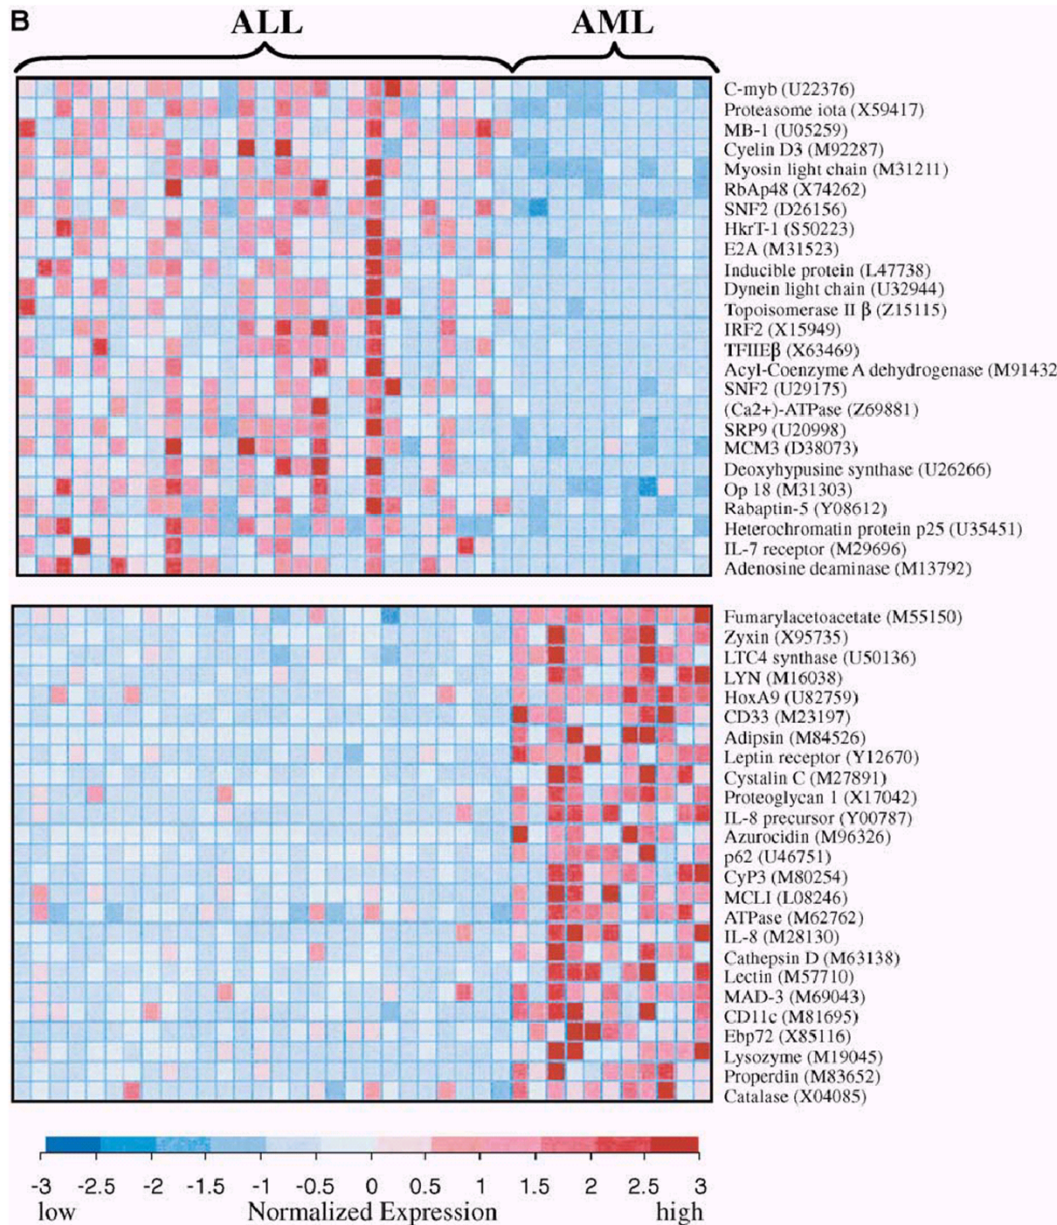 B
ALL AML
C-myb (U22376)
Proteasome iota (X59417)
MB-1 (U05259)
Cyelin D3 (M92287)
Myosin light chain (M31211)
RbAp48 (X74262)
SNF2 (D26156)
HkrT-1 (S50223)
E2A (M31523)
Inducible protein (L47738)
Dynein light chain (U32944)
Topoisomerase II β (Z15115)
IRF2 (X15949)
TFIIEβ (X63469)
Acyl-Coenzyme A dehydrogenase (M91432
SNF2 (U29175)
(Ca2+)-ATPase (Z69881)
SRP9 (U20998)
MCM3 (D38073)
Deoxyhypusine synthase (U26266)
Op 18 (M31303)
Rabaptin-5 (Y08612)
Heterochromatin protein p25 (U35451)
IL-7 receptor (M29696)
Adenosine deaminase (M13792)
Fumarylacetoacetate (M55150)
Zyxin (X95735)
LTC4 synthase (U50136)
LYN (M16038)
HoxA9 (U82759)
CD33 (M23197)
Adipsin (M84526)
Leptin receptor (Y12670)
Cystalin C (M27891)
Proteoglycan 1 (X17042)
IL-8 precursor (Y00787)
Azurocidin (M96326)
p62 (U46751)
CyP3 (M80254)
MCLI (L08246)
ATPase (M62762)
IL-8 (M28130)
Cathepsin D (M63138)
Lectin (M57710)
MAD-3 (M69043)
CD11c (M81695)
Ebp72 (X85116)
Lysozyme (M19045)
Properdin (M83652)
Catalase (X04085)
-3 -2.5 -2 -1.5 -1 -0.5 0 0.5 1 1.5 2 2.5 3
low Normalized Expression high